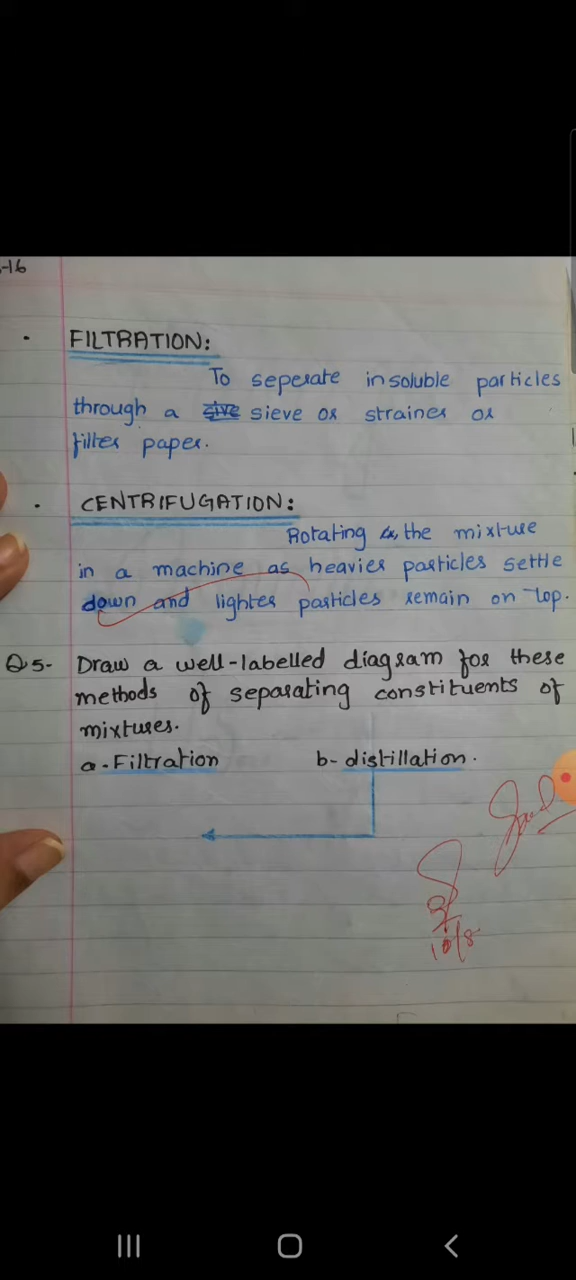 -16
• FILTRATION:
To seperate insoluble particles
through a sieve or strainer or
filter paper.
• CENTRIFUGATION:
Rotating the mixture
in a machine as heavier particles settle
down and lighter particles remain on top.
Q5- Draw a well-labelled diagram for these
methods of separating constituents of
mixtures.
a-Filtration b- distillation.
10/8